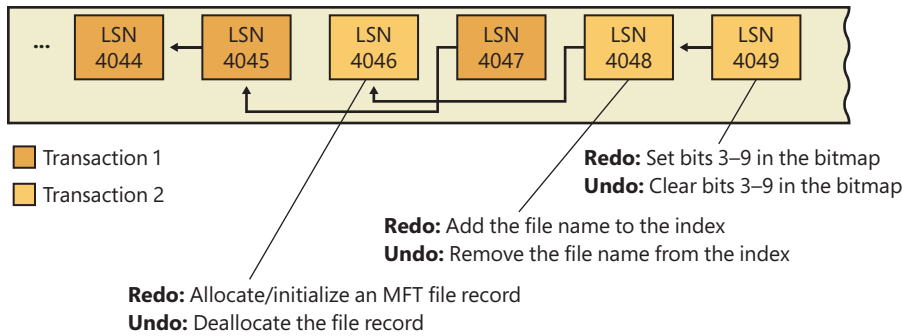 ...
LSN
4044
LSN
4045
LSN
4046
LSN
4047
LSN
4048
LSN
4049
Transaction 1
Transaction 2
Redo: Set bits 3–9 in the bitmap
Undo: Clear bits 3–9 in the bitmap
Redo: Add the file name to the index
Undo: Remove the file name from the index
Redo: Allocate/initialize an MFT file record
Undo: Deallocate the file record